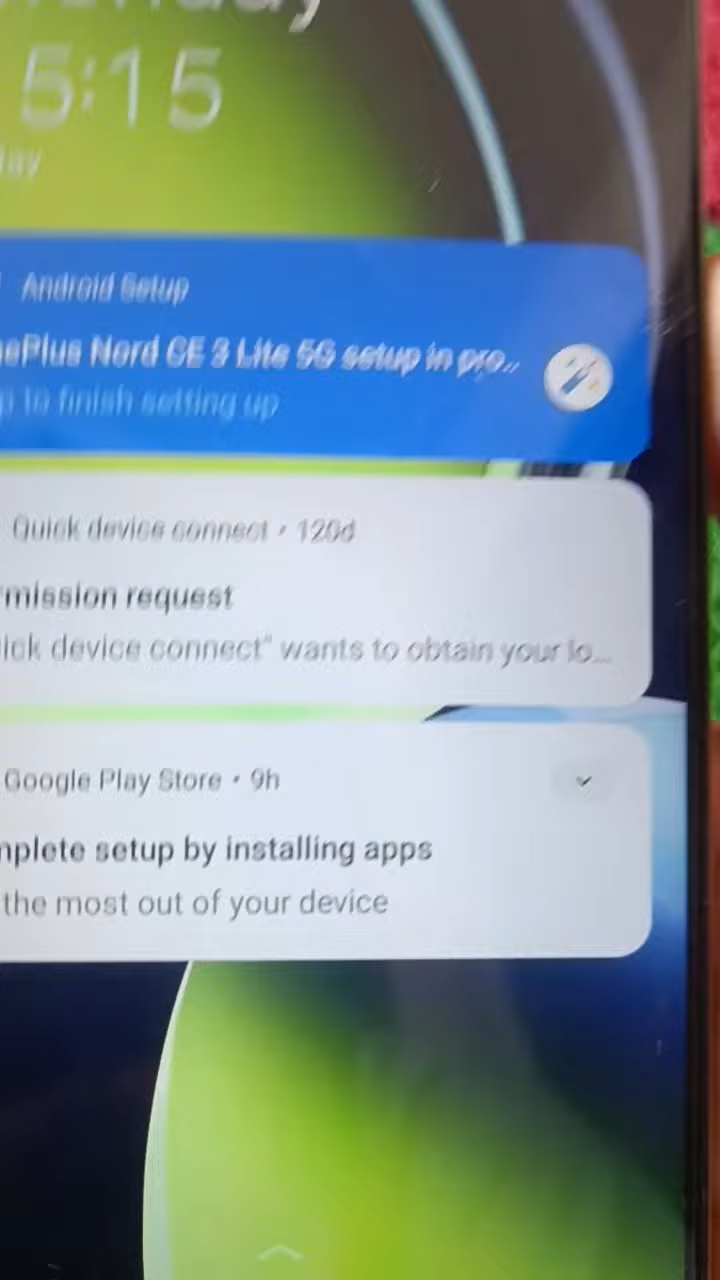 5:15
Android Setup
ePlus Nord CE 3 Lite 5G setup in pro..
to finish setting up
Quick device connect • 120d
mission request
ick device connect" wants to obtain your lo...
Google Play Store • 9h
mplete setup by installing apps
the most out of your device